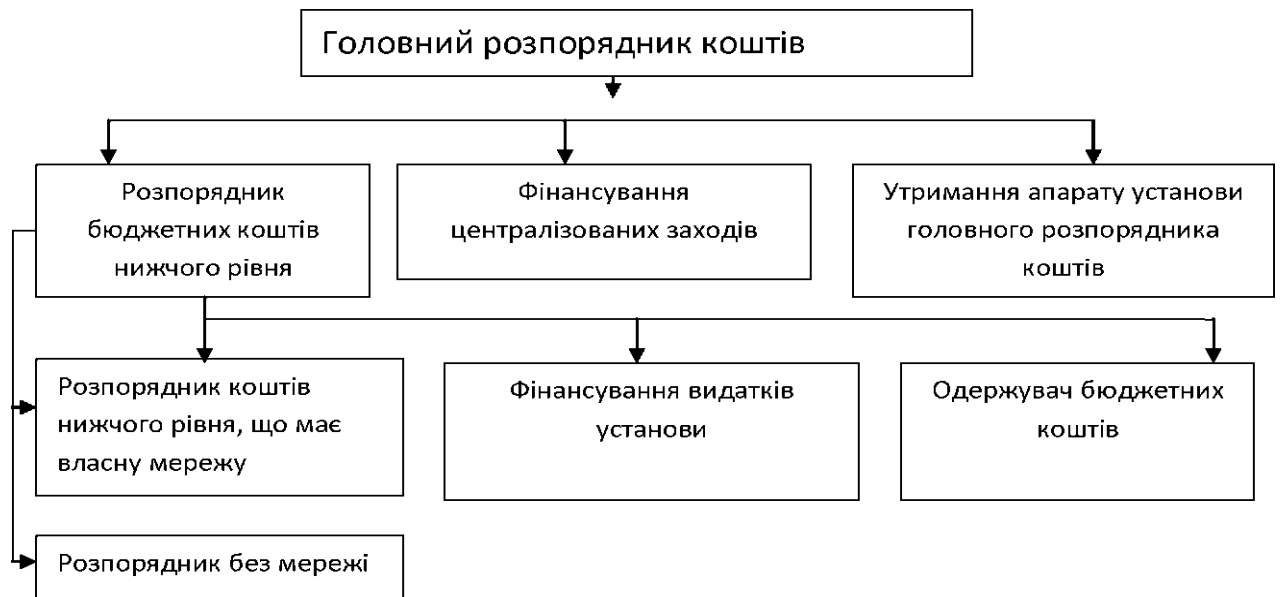 Головний розпорядник коштів
Розпорядник
бюджетних коштів
нижчого рівня
Фінансування
централізованих заходів
Утримання апарату установи
головного розпорядника
коштів
Розпорядник коштів
нижчого рівня, що має
власну мережу
Фінансування видатків
установи
Одержувач бюджетних
коштів
Розпорядник без мережі